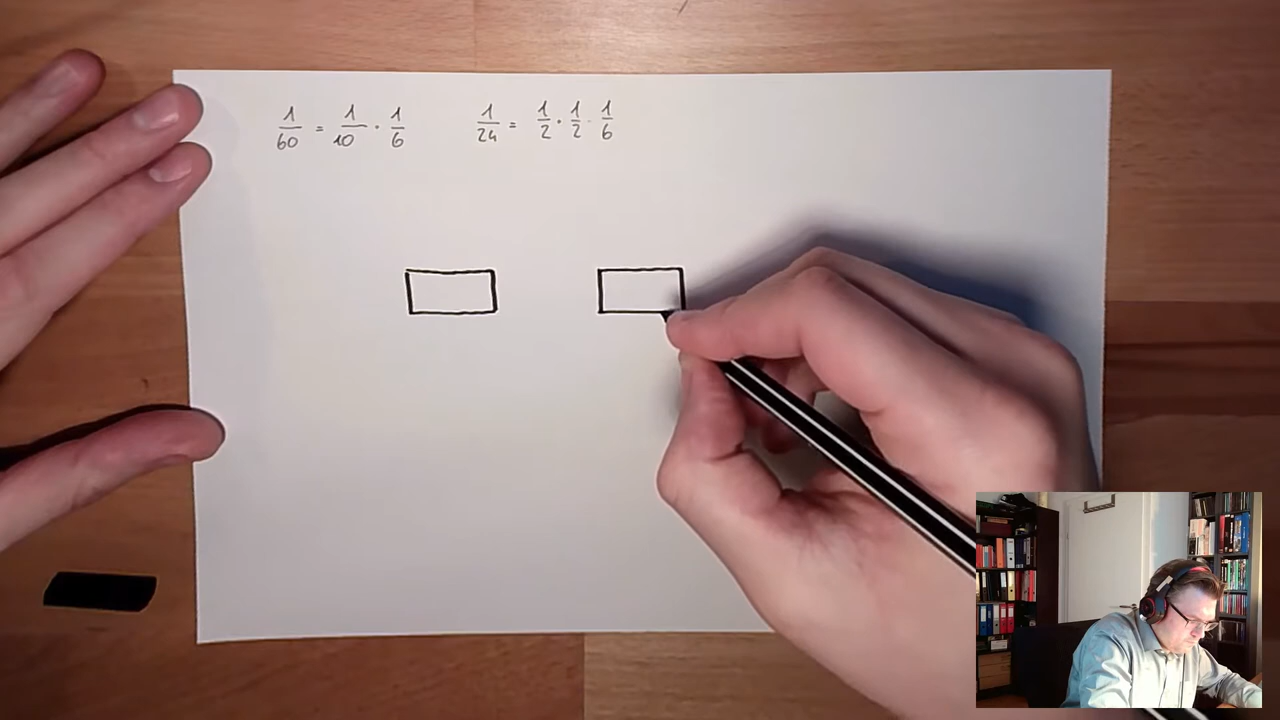 1/60 = 1/10 · 1/6
1/24 = 1/2 · 1/2 · 1/6